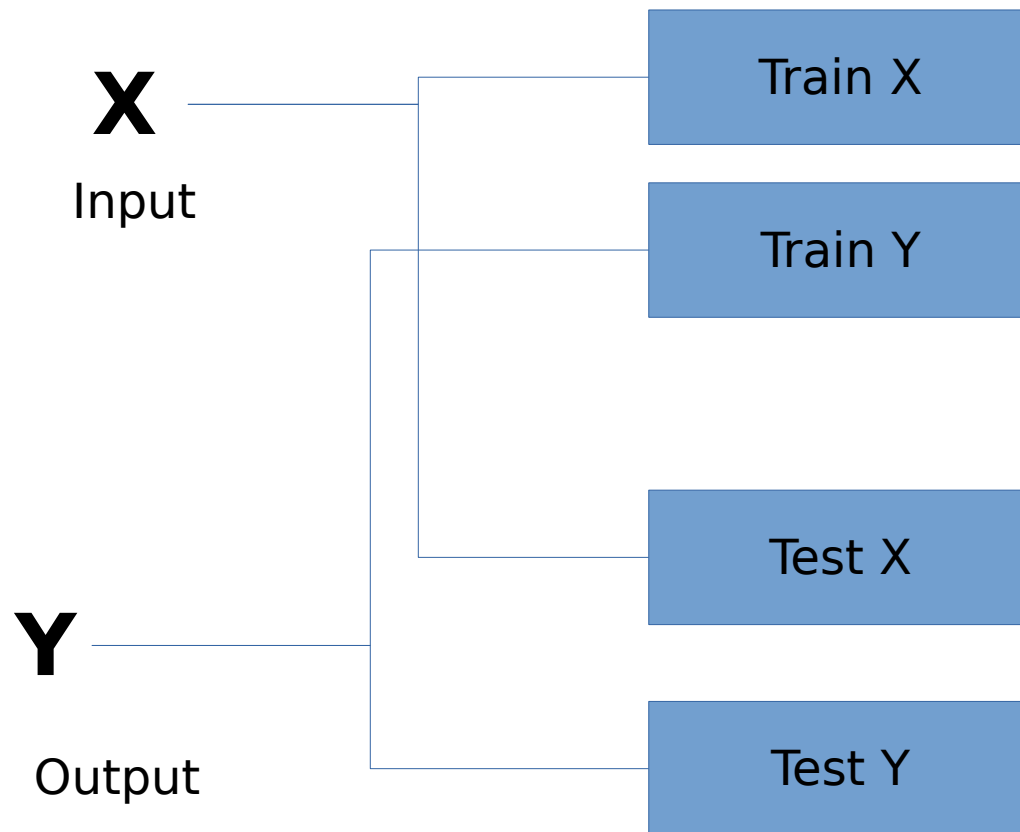 X
Input
Train X
Train Y
Test X
Y
Output
Test Y